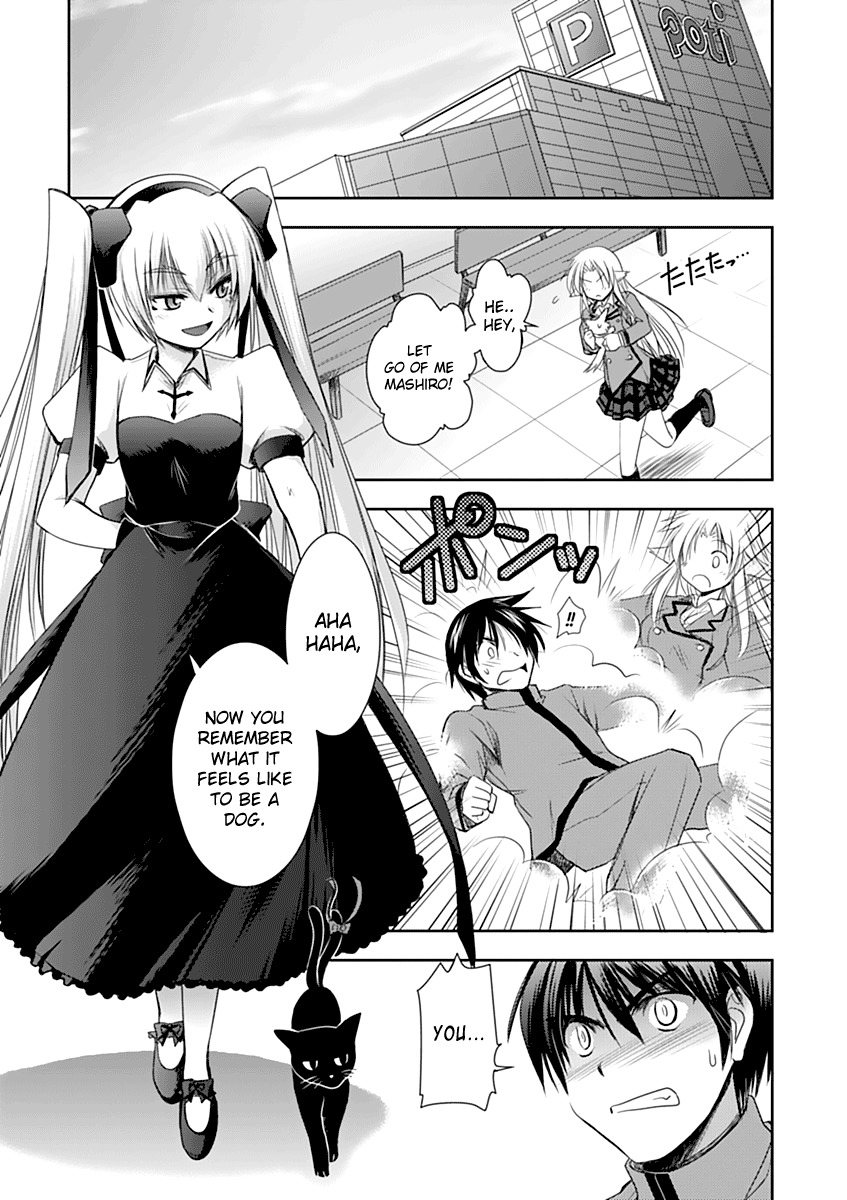 P
Poti
たたたっ…
HE..
HEY,
LET
GO OF ME
MASHIRO!
ポンッ
!!
AHA
HAHA,
NOW YOU
REMEMBER
WHAT IT
FEELS LIKE
TO BE A
DOG.
YOU...